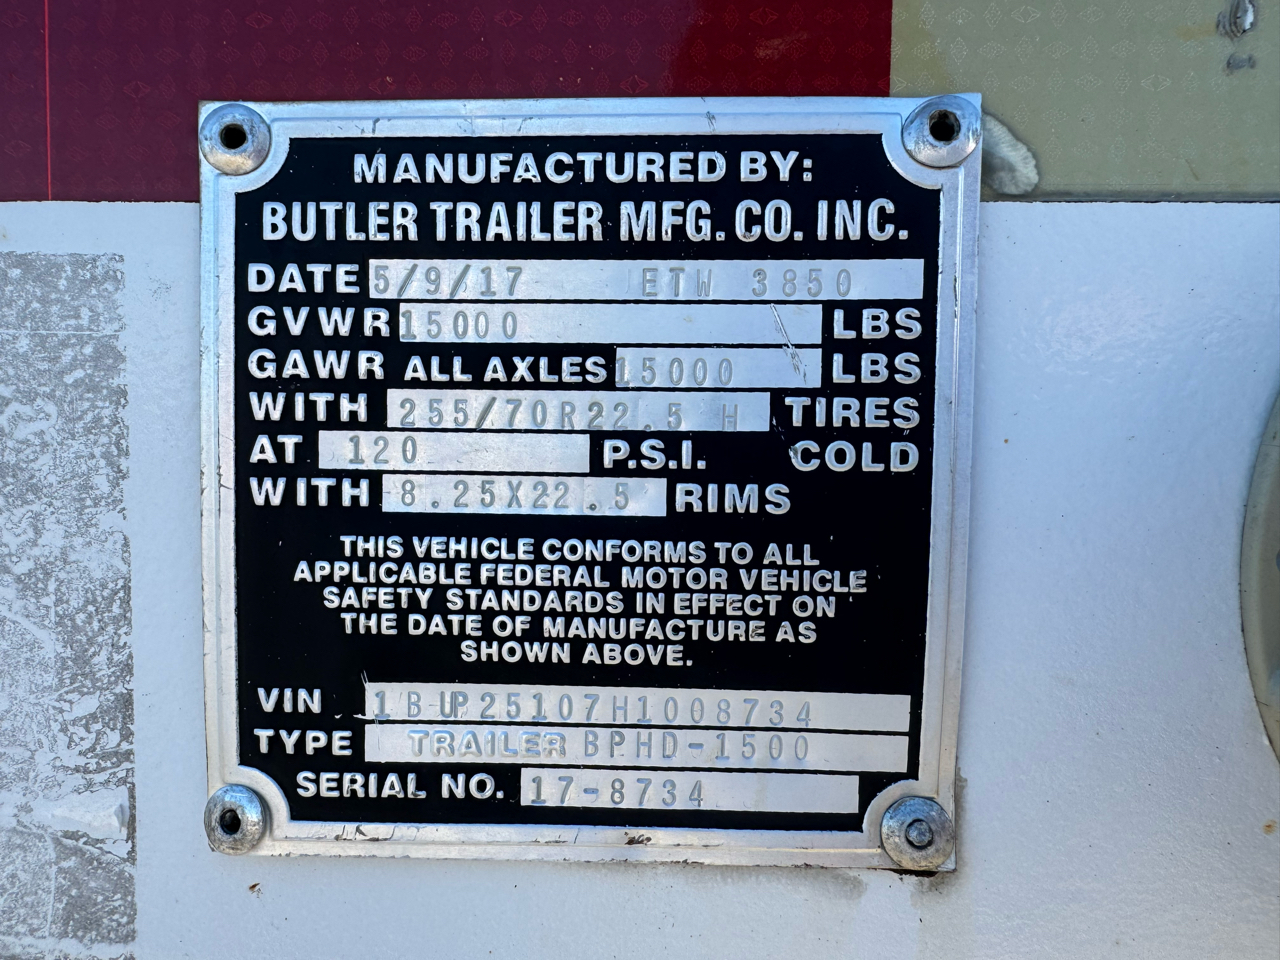 MANUFACTURED BY:
BUTLER TRAILER MFG. CO. INC.
DATE 5/9/17 ETW 3850
GVWR 15000 LBS
GAWR ALL AXLES 15000 LBS
WITH 255/70R22.5 H TIRES
AT 120 P.S.I. COLD
WITH 8.25X22.5 RIMS
THIS VEHICLE CONFORMS TO ALL
APPLICABLE FEDERAL MOTOR VEHICLE
SAFETY STANDARDS IN EFFECT ON
THE DATE OF MANUFACTURE AS
SHOWN ABOVE.
VIN 1BUP25107H1008734
TYPE TRAILER BPHD-1500
SERIAL NO. 17-8734